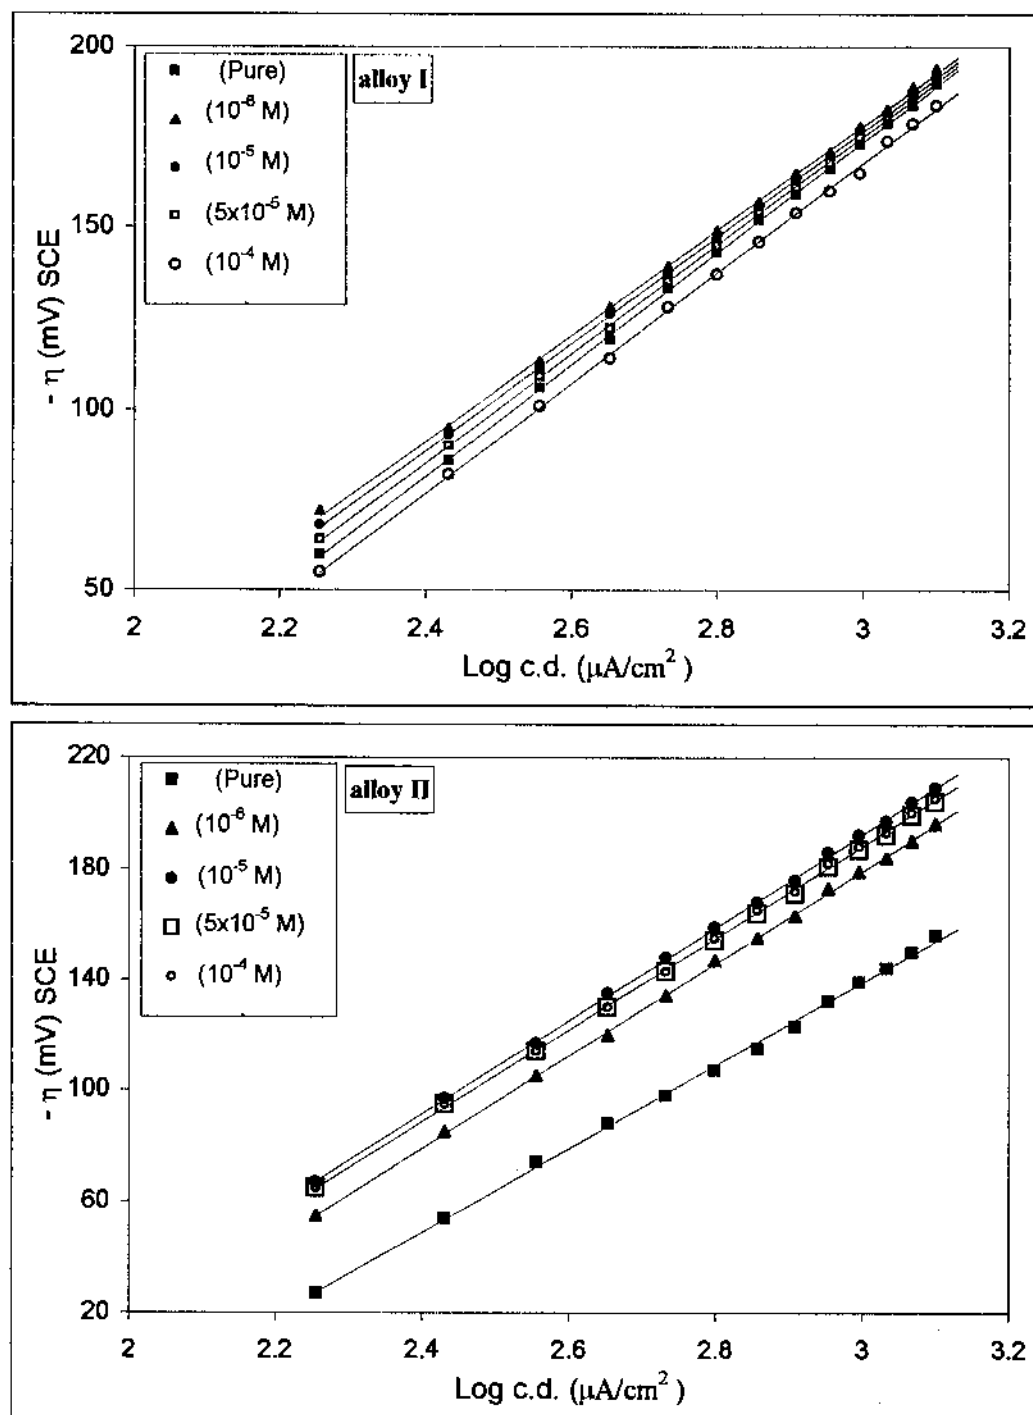 200
150
100
50
- η (mV) SCE
(Pure)
(10⁻⁶ M)
(10⁻⁵ M)
(5x10⁻⁵ M)
(10⁻⁴ M)
alloy I
2 2.2 2.4 2.6 2.8 3 3.2
Log c.d. (µA/cm²)
220
180
140
100
60
20
- η (mV) SCE
(Pure)
(10⁻⁶ M)
(10⁻⁵ M)
(5x10⁻⁵ M)
(10⁻⁴ M)
alloy II
2 2.2 2.4 2.6 2.8 3 3.2
Log c.d. (µA/cm²)